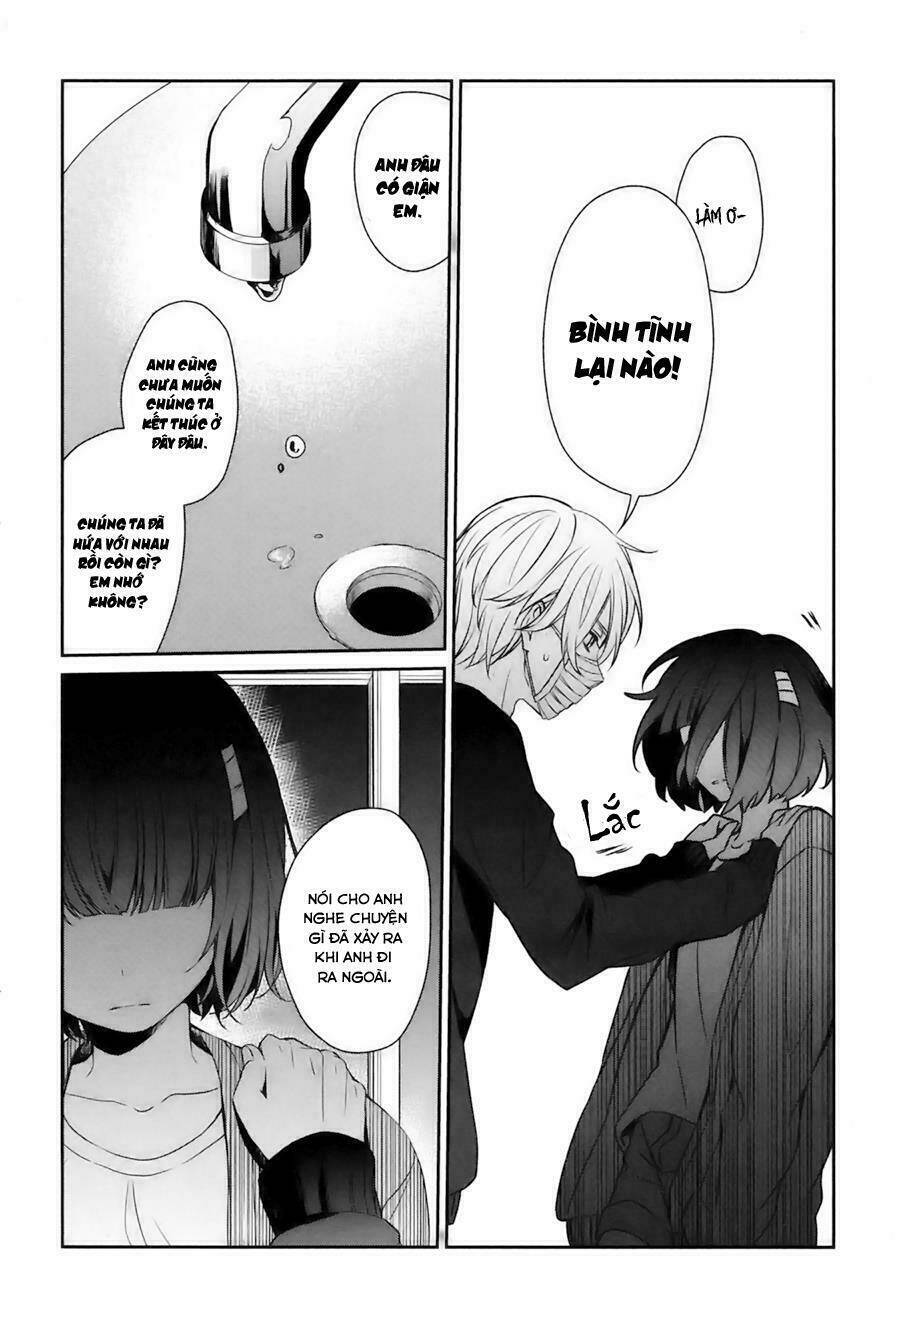 LÀM Ơ-
BÌNH TĨNH
LẠI NÀO!
Lắc
ANH ĐÂU
CÓ GIẬN
EM.
ANH CŨNG
CHƯA MUỐN
CHÚNG TA
KẾT THÚC Ở
ĐÂY ĐÂU.
CHÚNG TA ĐÃ
HỨA VỚI NHAU
RỒI CÒN GÌ?
EM NHỚ
KHÔNG?
NÓI CHO ANH
NGHE CHUYỆN
GÌ ĐÃ XẢY RA
KHI ANH ĐI
RA NGOÀI.